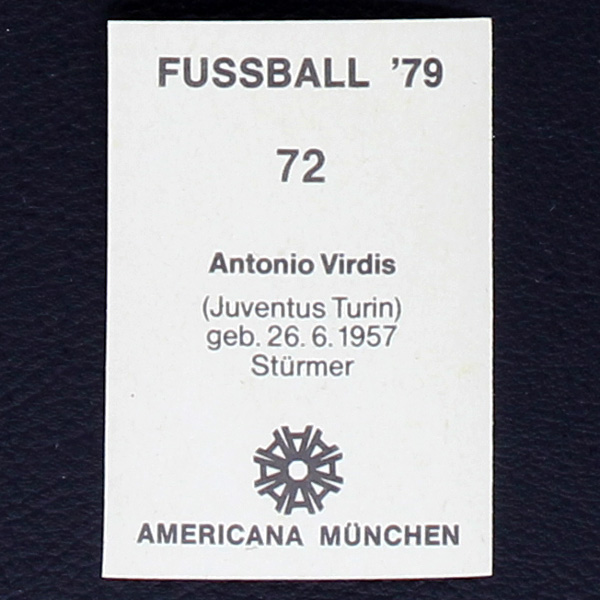 FUSSBALL '79
72
Antonio Virdis
(Juventus Turin)
geb. 26. 6. 1957
Stürmer
AMERICANA MÜNCHEN